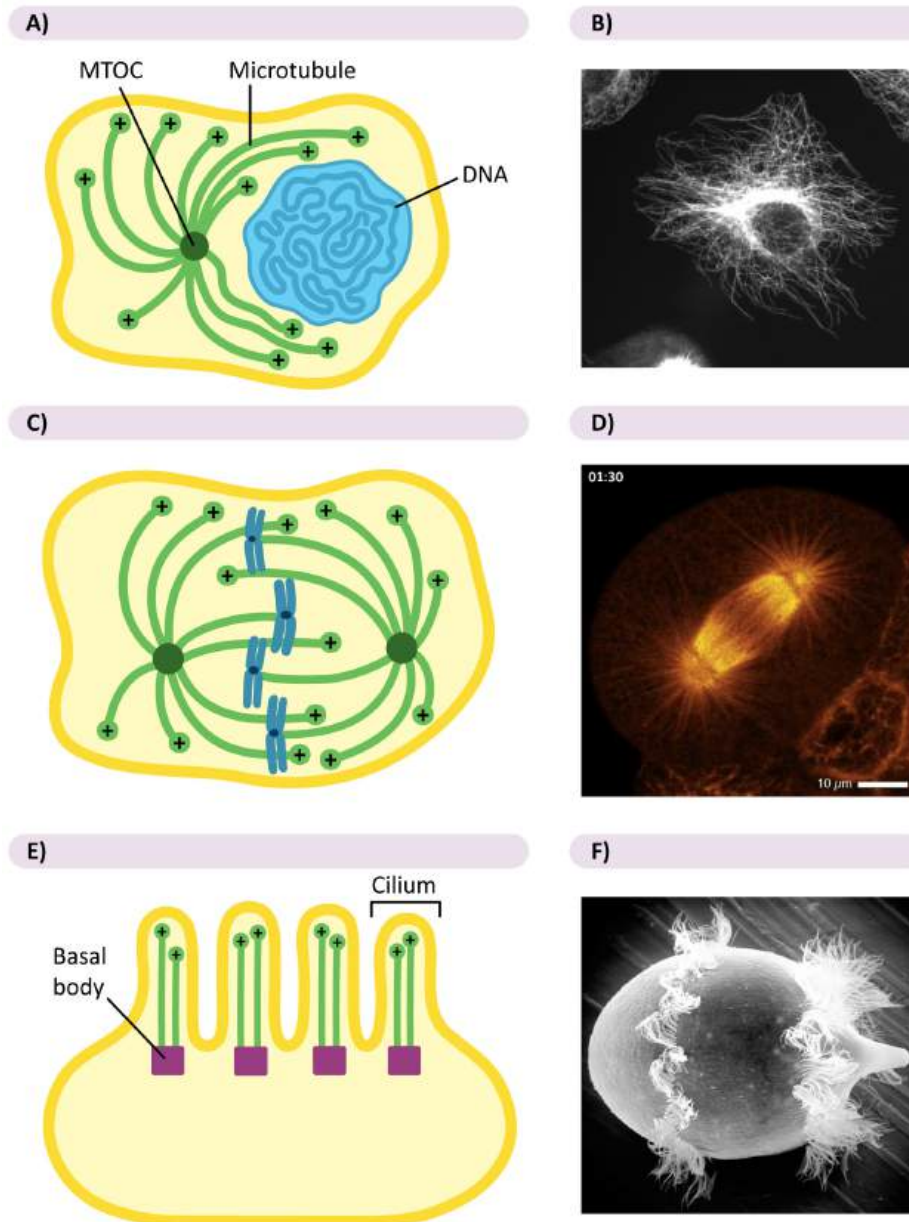 A)
B)
MTOC
Microtubule
DNA
+
+
+
+
+
+
+
+
+
+
+
C)
D)
01:30
+
+
+
+
+
+
+
+
+
+
+
+
+
10 µm
E)
F)
Cilium
Basal
body
+
+
+
+
+
+
+
+